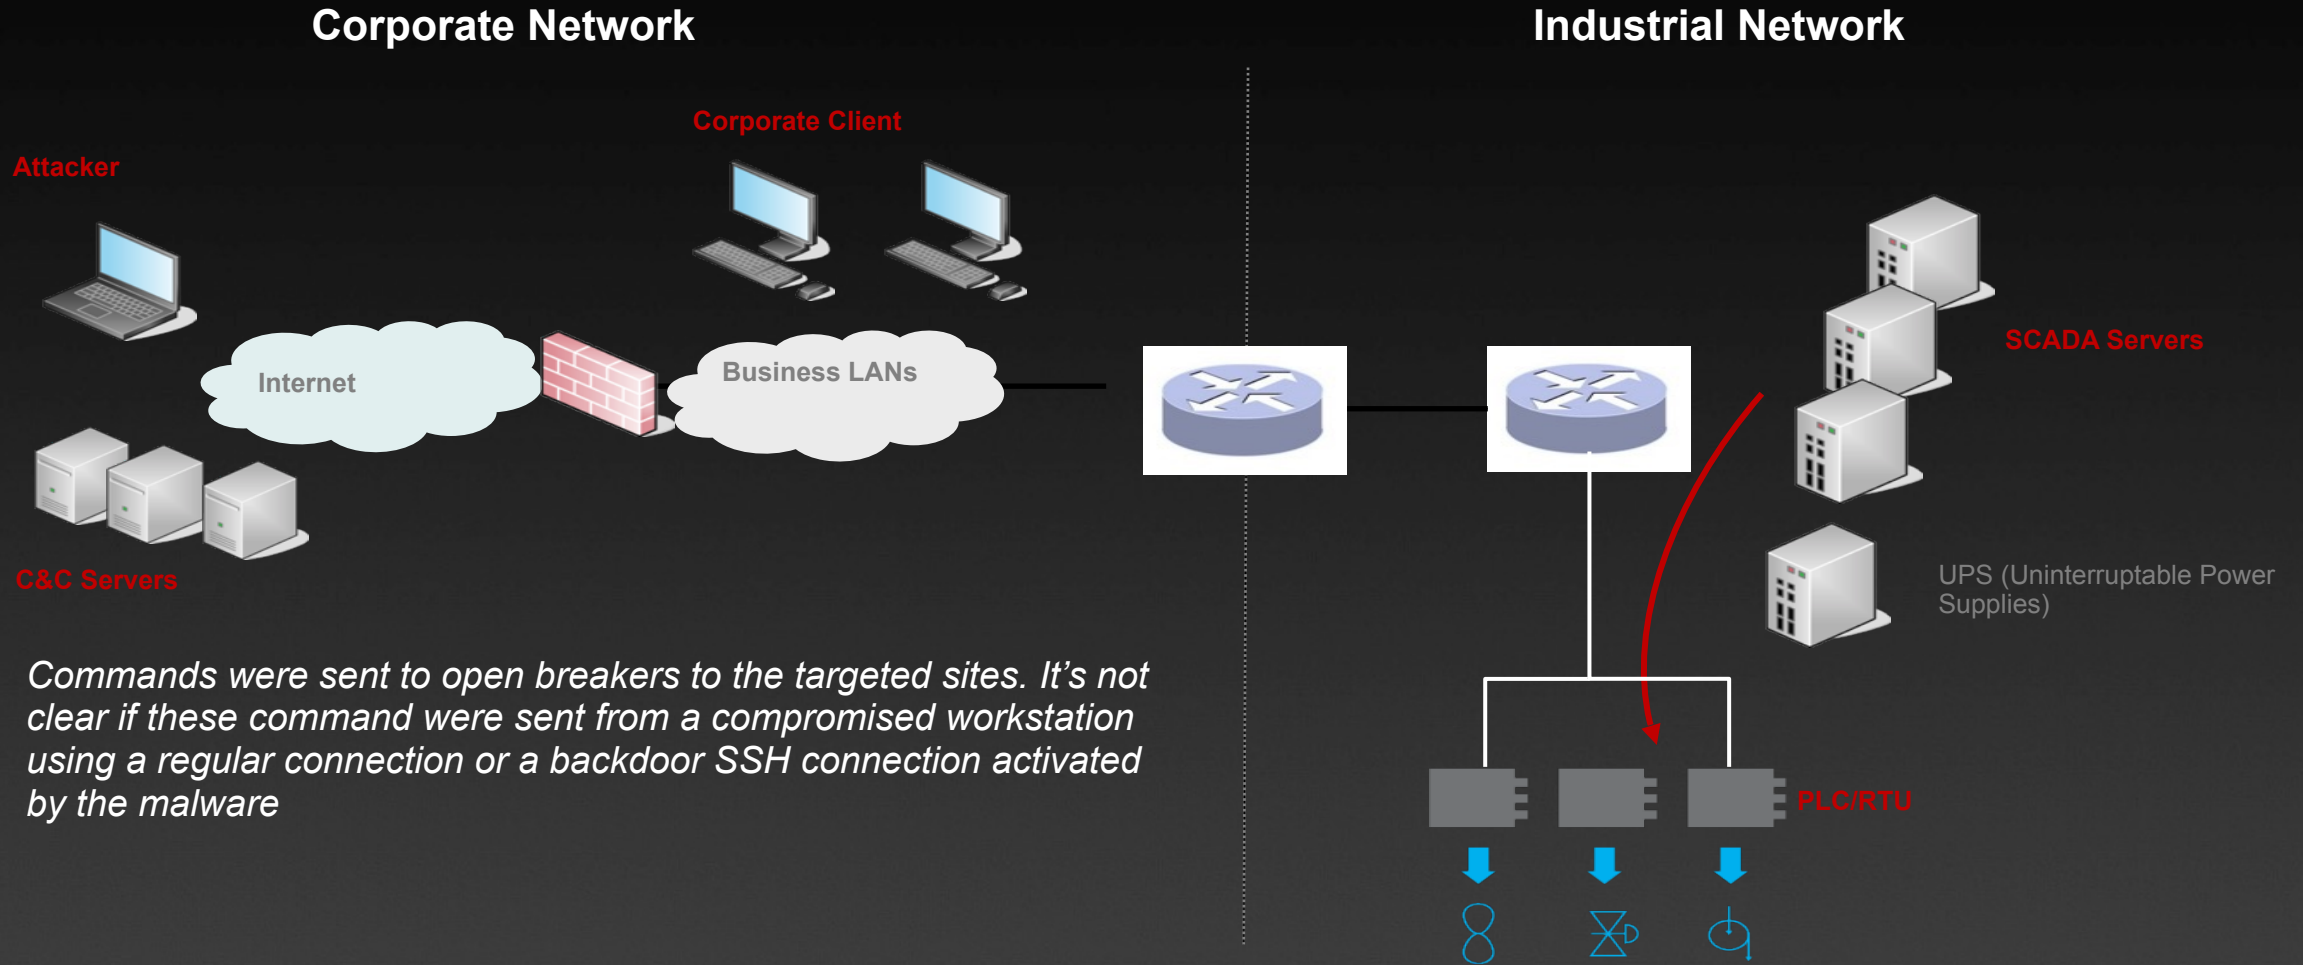 Corporate Network
Industrial Network
Corporate Client
Attacker
SCADA Servers
Internet
Business LANs
C&C Servers
UPS (Uninterruptable Power
Supplies)
Commands were sent to open breakers to the targeted sites. It’s not
clear if these command were sent from a compromised workstation
using a regular connection or a backdoor SSH connection activated
by the malware
PLC/RTU